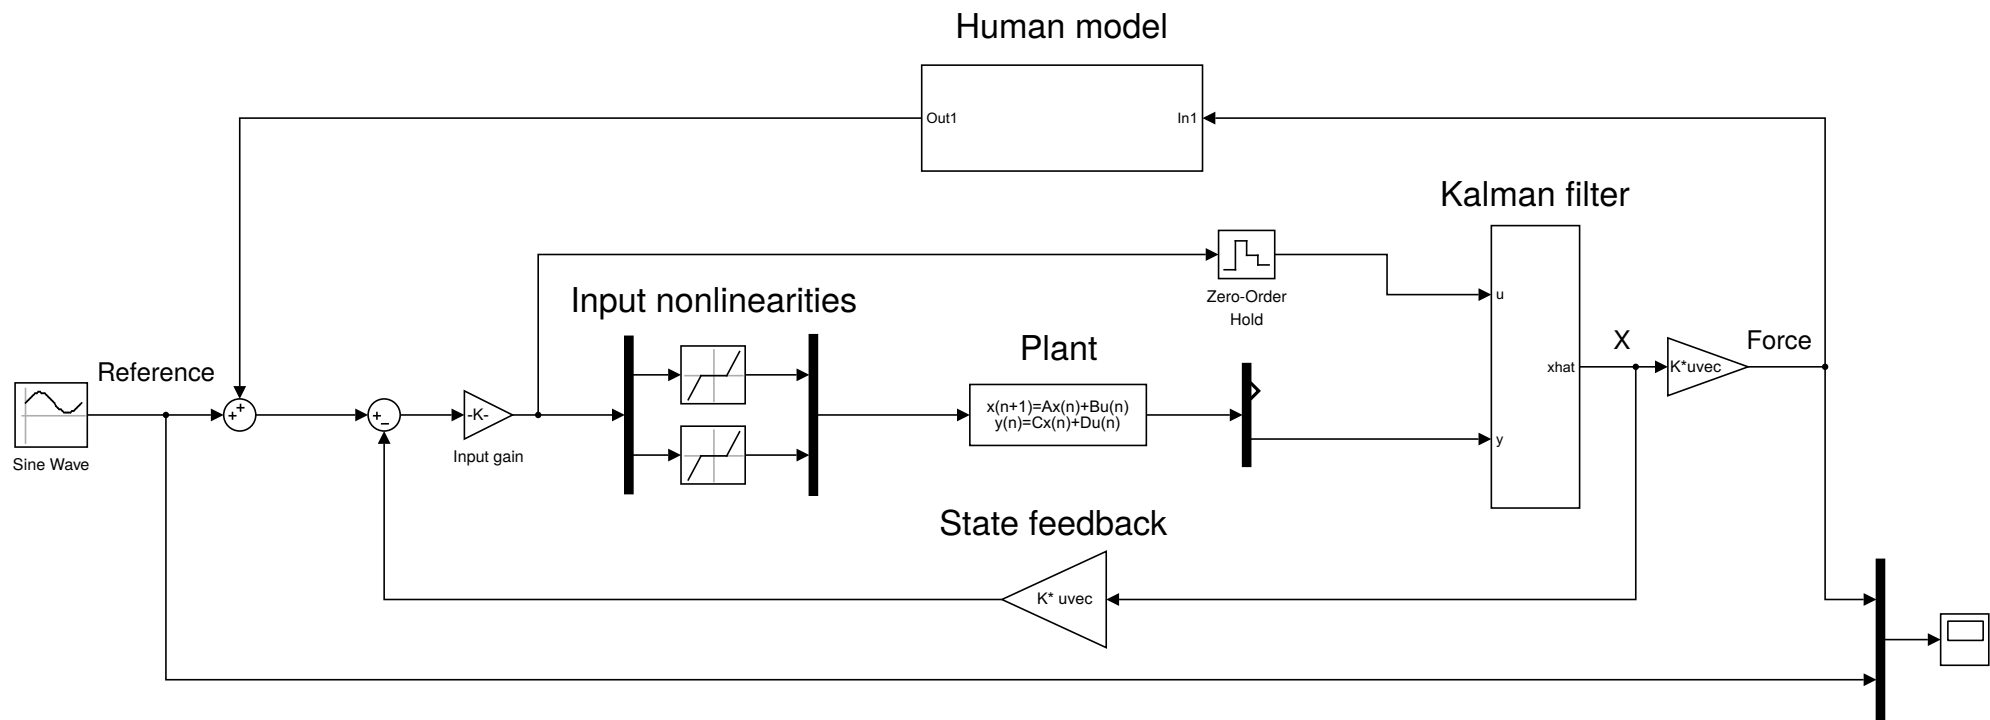 Human model
Out1
In1
Kalman filter
Zero-Order
Hold
u
Input nonlinearities
Plant
X
Force
Reference
xhat
K*uvec
x(n+1)=Ax(n)+Bu(n)
y(n)=Cx(n)+Du(n)
+
+
+
−
-K-
y
Sine Wave
Input gain
State feedback
K* uvec